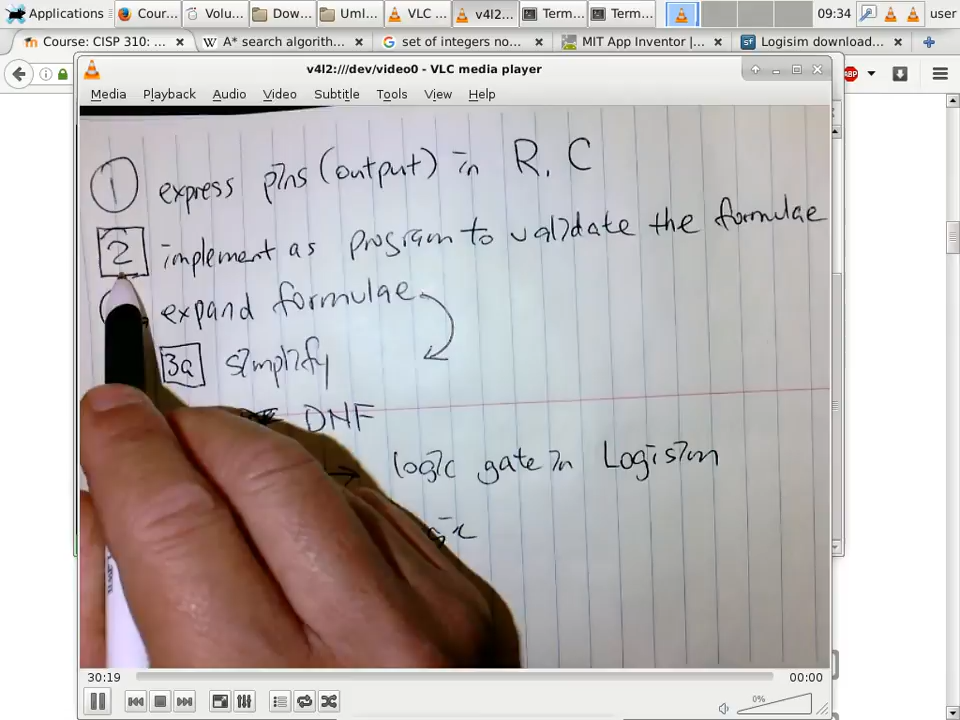 Applications
Cour...
Volu...
Dow...
Uml...
VLC ...
v4l2...
Term...
Term...
09:34
user
Course: CISP 310: ...
W A* search algorith...
G set of integers no...
MIT App Inventor | ...
sf Logisim download...
ABP
v4l2:///dev/video0 - VLC media player
Media Playback Audio Video Subtitle Tools View Help
1 express pins (output) in R, C
2 implement as program to validate the formulae
expand formulae
3a simplify
DNF
→ logic gate in Logisim
30:19
00:00
0%